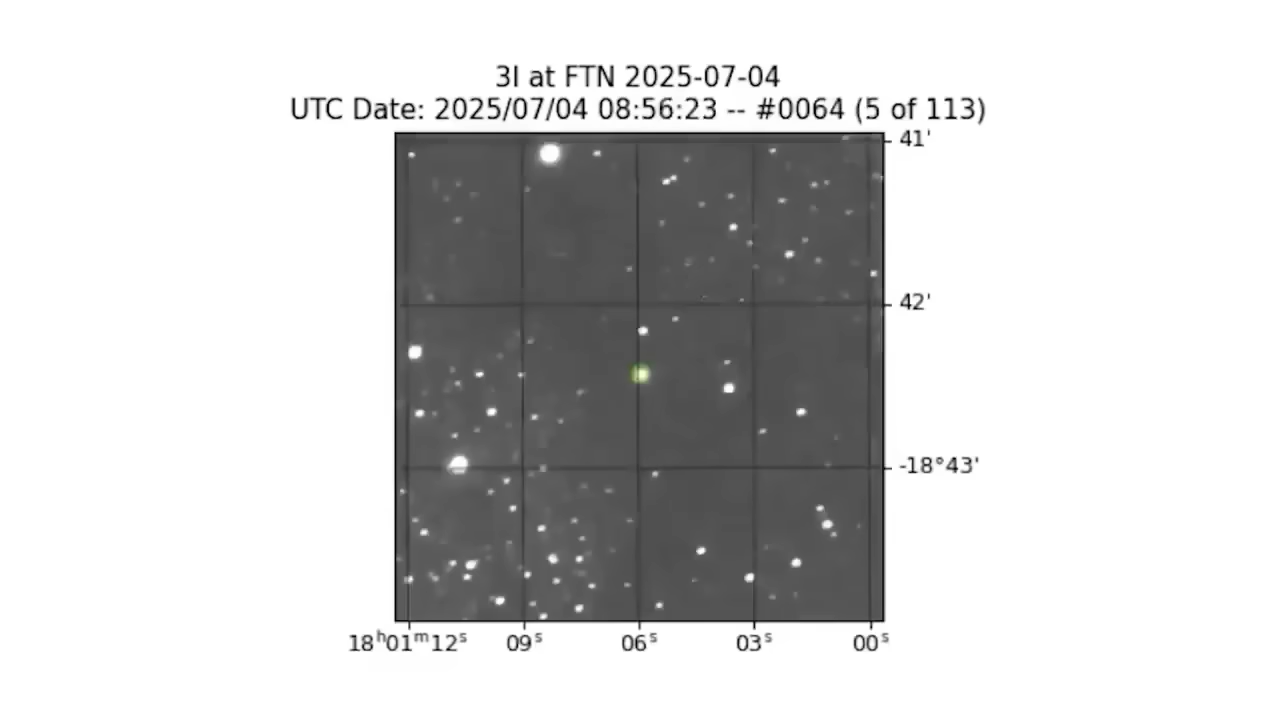 3I at FTN 2025-07-04
UTC Date: 2025/07/04 08:56:23 -- #0064 (5 of 113)
41'
42'
-18°43'
18ʰ01ᵐ12ˢ 09ˢ 06ˢ 03ˢ 00ˢ